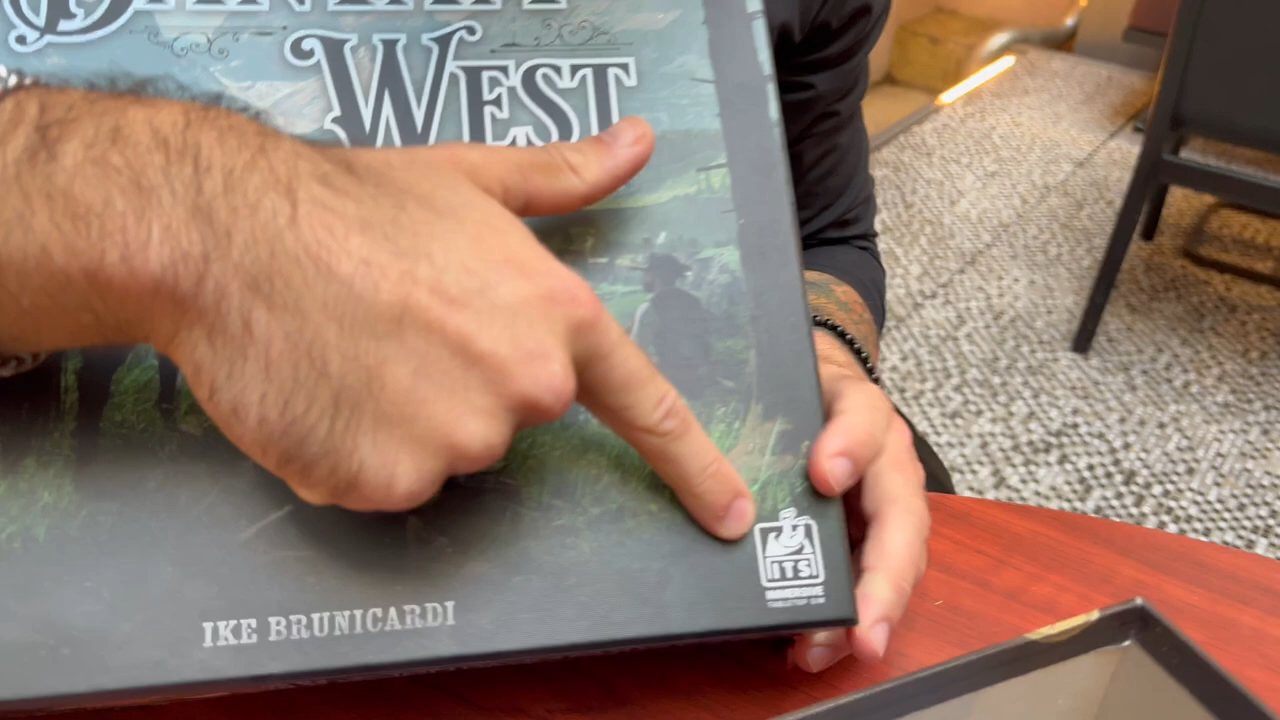 WEST
IKE BRUNICARDI
ITS
IMMERSIVE
TABLETOP SIM